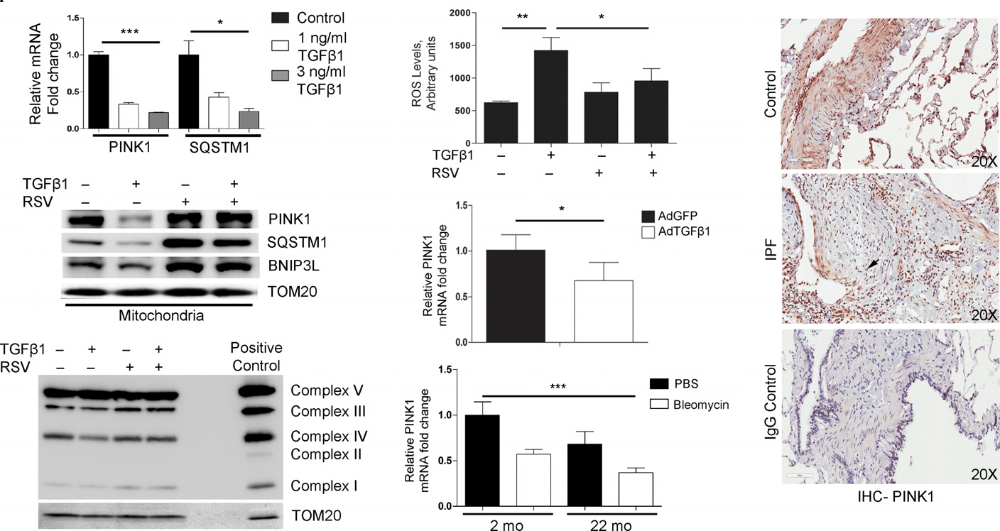 1.5
1.0
0.5
0.0
Relative mRNA
Fold change
***
*
Control
1 ng/ml
TGFβ1
3 ng/ml
TGFβ1
PINK1 SQSTM1
TGFβ1 – + – +
RSV – – + +
PINK1
SQSTM1
BNIP3L
TOM20
Mitochondria
TGFβ1 – + – + Positive
RSV – – + + Control
Complex V
Complex III
Complex IV
Complex II
Complex I
TOM20
2000
1500
1000
500
0
ROS Levels,
Arbitrary units
** *
TGFβ1 – + – +
RSV – – + +
1.5
1.0
0.5
0.0
Relative PINK1
mRNA fold change
*
AdGFP
AdTGFβ1
1.5
1.0
0.5
0.0
Relative PINK1
mRNA fold change
***
PBS
Bleomycin
2 mo 22 mo
Control
20X
IPF
20X
IgG Control
20X
IHC- PINK1